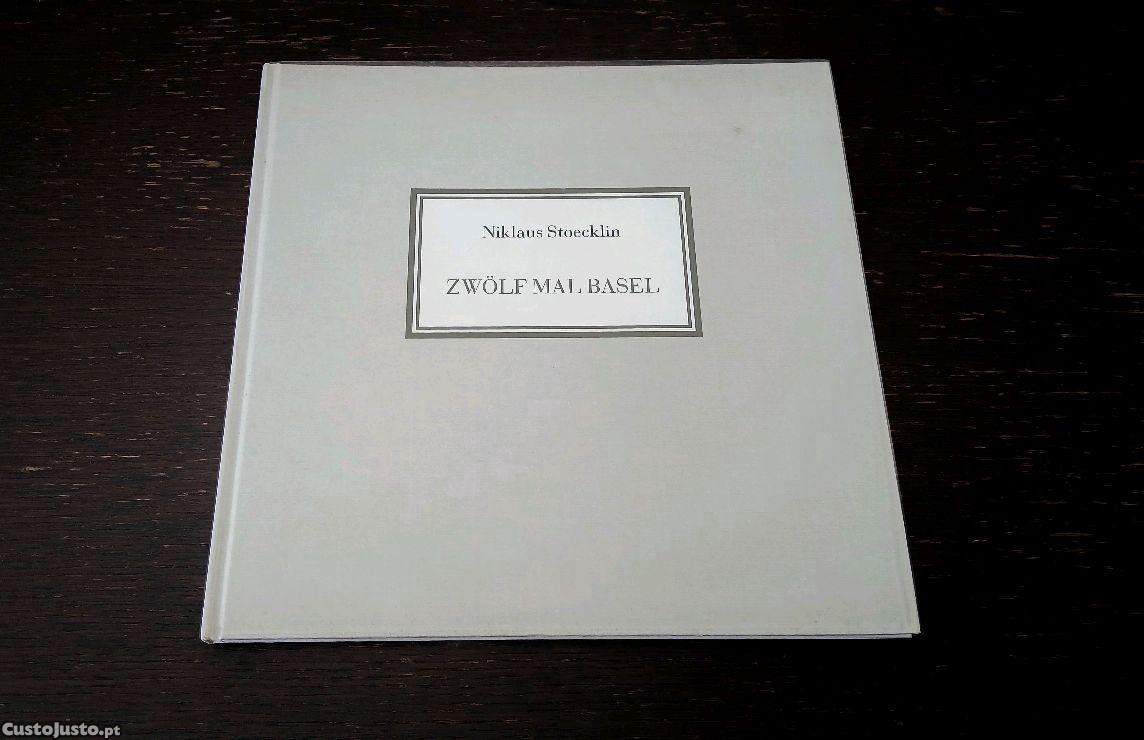 Niklaus Stoecklin
ZWÖLF MAL BASEL
CustoJusto.pt